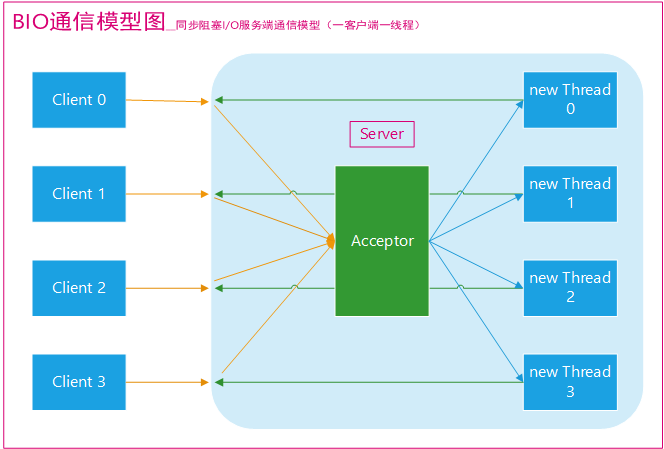 BIO通信模型图_同步阻塞I/O服务端通信模型（一客户端一线程）
Client 0
new Thread
0
Server
Client 1
new Thread
1
Acceptor
Client 2
new Thread
2
Client 3
new Thread
3